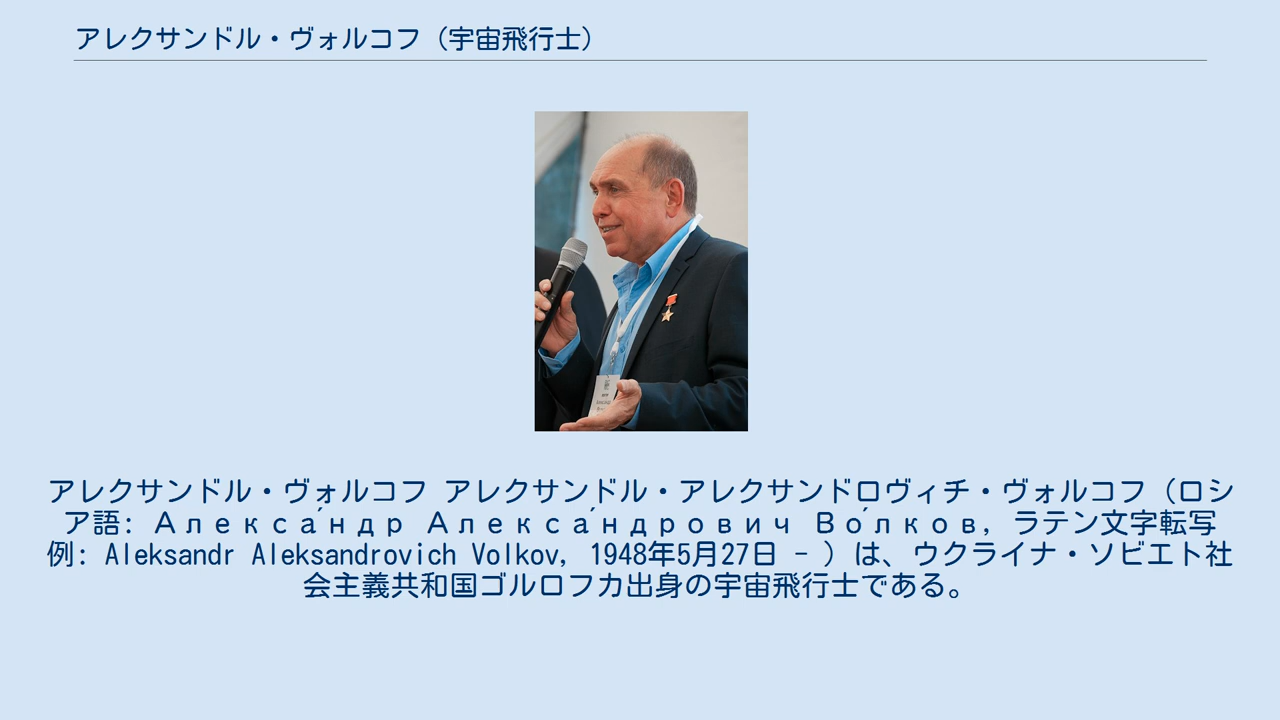 アレクサンドル・ヴォルコフ（宇宙飛行士）
アレクサンドル・ヴォルコフ アレクサンドル・アレクサンドロヴィチ・ヴォルコフ（ロシ
ア語: Алекса́ндр Алекса́ндрович Во́лков, ラテン文字転写
例: Aleksandr Aleksandrovich Volkov, 1948年5月27日 - ）は、ウクライナ・ソビエト社
会主義共和国ゴルロフカ出身の宇宙飛行士である。